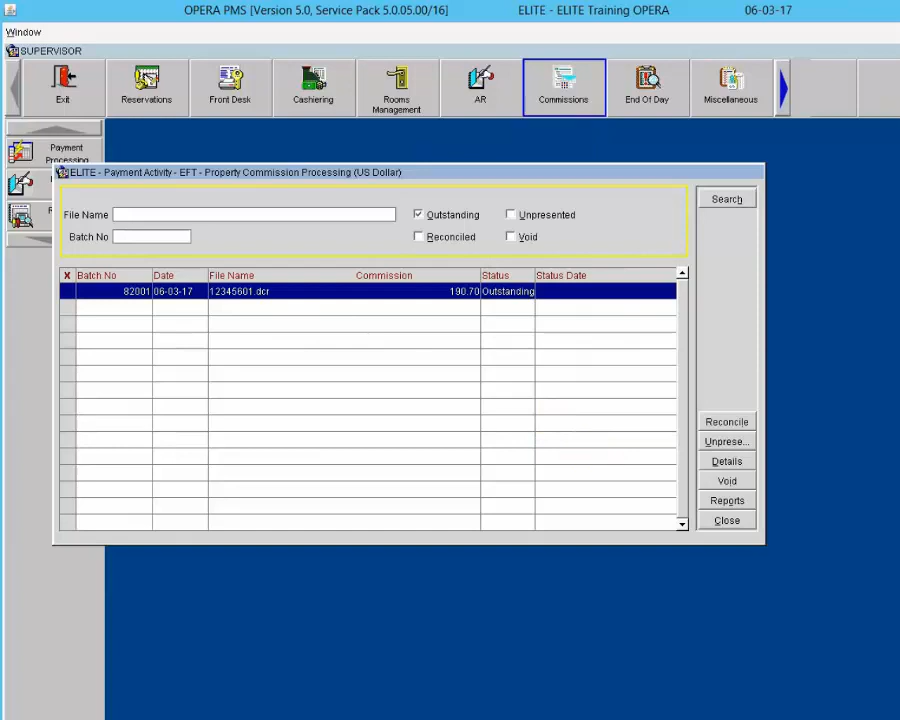 OPERA PMS [Version 5.0, Service Pack 5.0.05.00/16] ELITE - ELITE Training OPERA 06-03-17
Window
SUPERVISOR
Exit Reservations Front Desk Cashiering Rooms Management AR Commissions End Of Day Miscellaneous
Payment
Processing
ELITE - Payment Activity - EFT - Property Commission Processing (US Dollar)
File Name Outstanding Unpresented Search
Batch No Reconciled Void
X Batch No Date File Name Commission Status Status Date
82001 06-03-17 12345601.dcr 190.70 Outstanding
Reconcile
Unprese...
Details
Void
Reports
Close